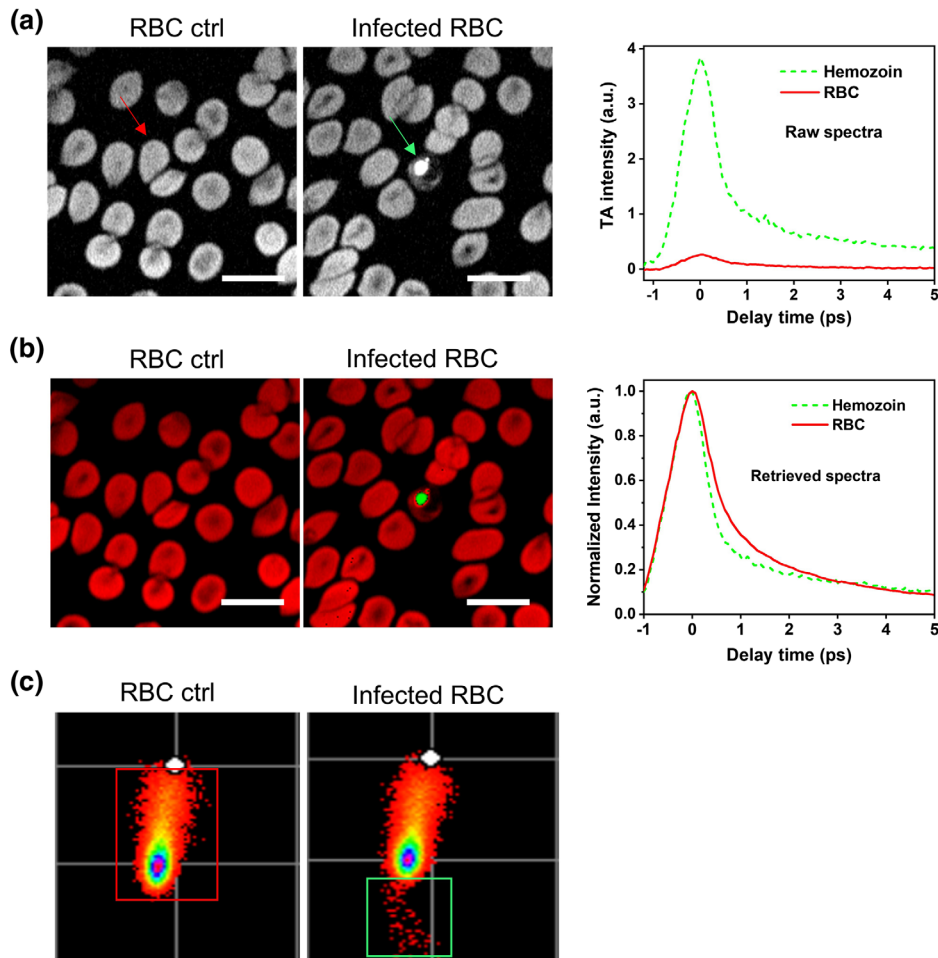 (a)
RBC ctrl
Infected RBC
4
3
2
1
0
TA intensity (a.u.)
Hemozoin
RBC
Raw spectra
-1 0 1 2 3 4 5
Delay time (ps)
(b)
RBC ctrl
Infected RBC
1.0
0.8
0.6
0.4
0.2
0.0
Normalized Intensity (a.u.)
Hemozoin
RBC
Retrieved spectra
-1 0 1 2 3 4 5
Delay time (ps)
(c)
RBC ctrl
Infected RBC